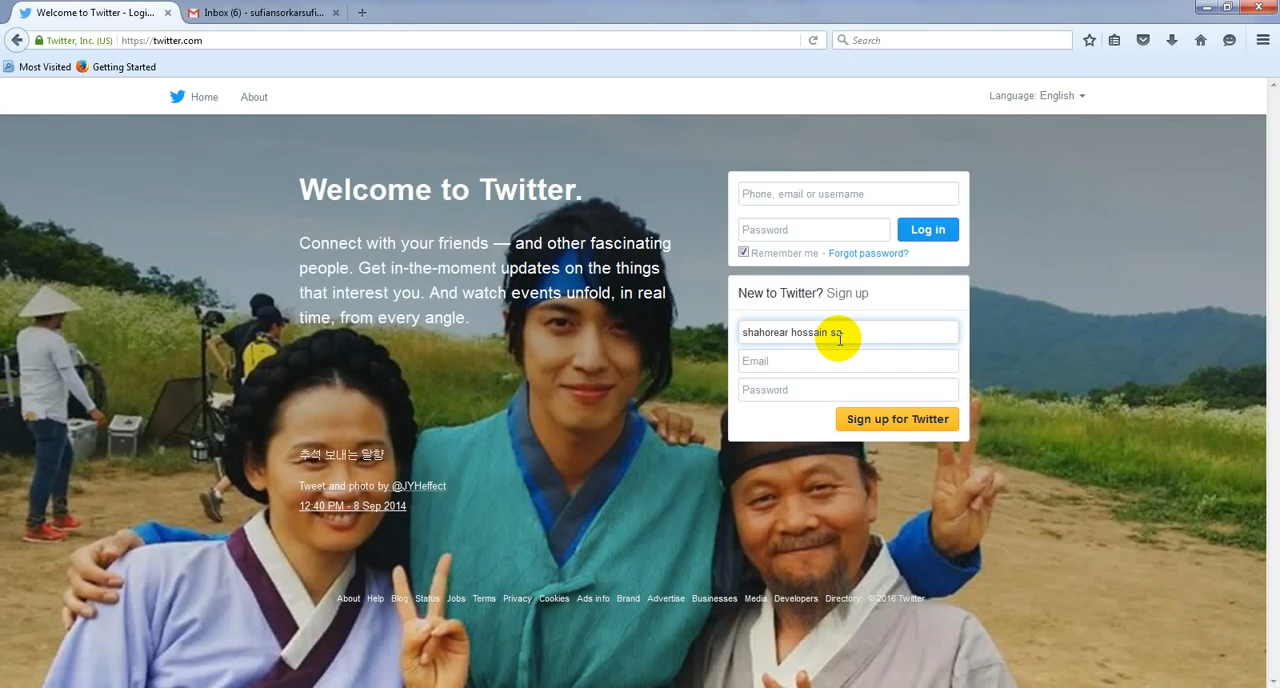 Welcome to Twitter - Logi...
Inbox (6) - sufiansorkarsufi...
Twitter, Inc. (US)
https://twitter.com
Search
Most Visited
Getting Started
Home
About
Language: English
Welcome to Twitter.
Connect with your friends — and other fascinating
people. Get in-the-moment updates on the things
that interest you. And watch events unfold, in real
time, from every angle.
Phone, email or username
Password
Log in
Remember me · Forgot password?
New to Twitter? Sign up
shahorear hossain sa
Email
Password
Sign up for Twitter
추석 보내는 달향
Tweet and photo by @JYHeffect
12:40 PM - 8 Sep 2014
About Help Blog Status Jobs Terms Privacy Cookies Ads info Brand Advertise Businesses Media Developers Directory © 2016 Twitter